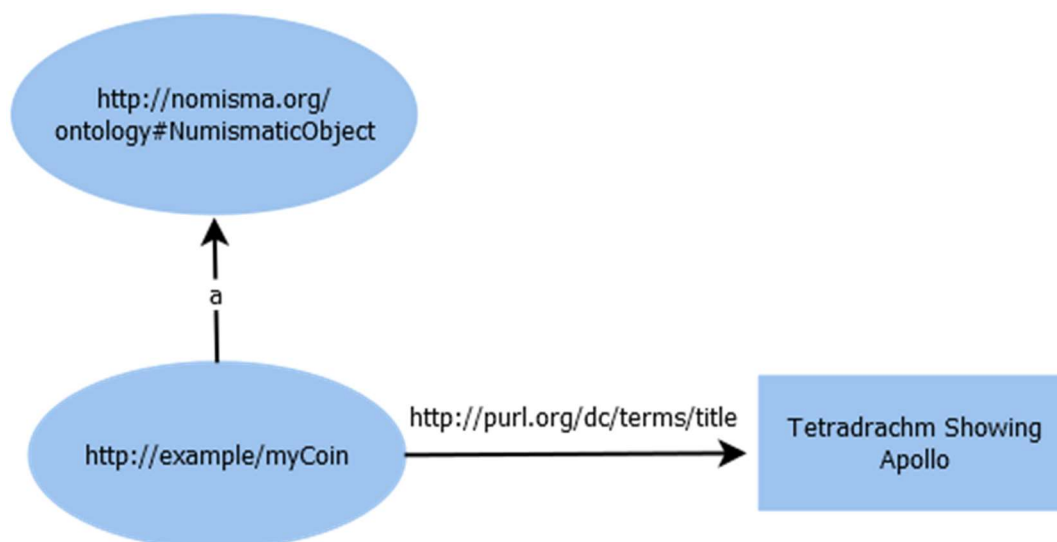 http://nomisma.org/
ontology#NumismaticObject
a
http://purl.org/dc/terms/title
http://example/myCoin
Tetradrachm Showing
Apollo